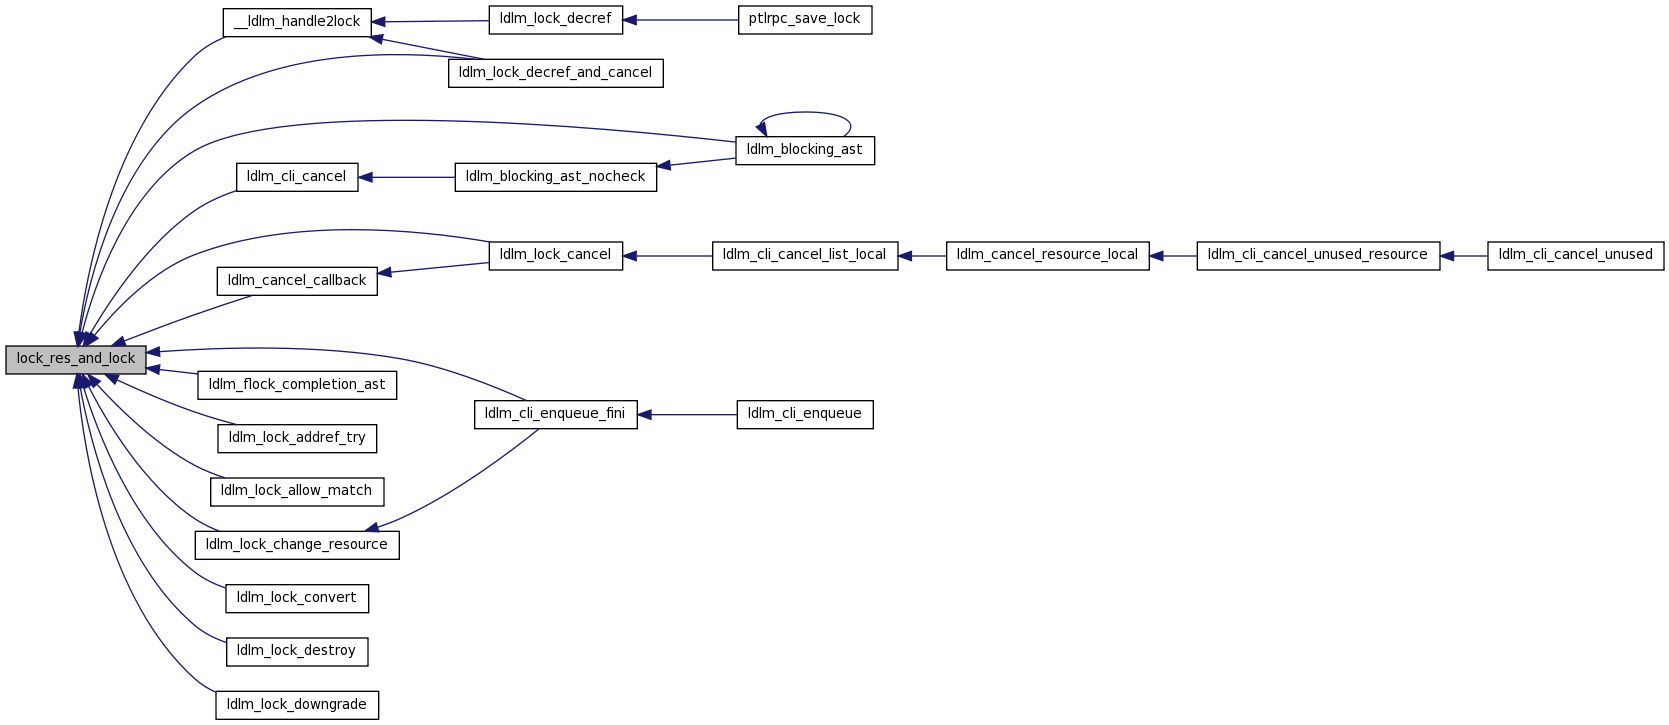 __ldlm_handle2lock
ldlm_lock_decref
ptlrpc_save_lock
ldlm_lock_decref_and_cancel
ldlm_blocking_ast
ldlm_cli_cancel
ldlm_blocking_ast_nocheck
ldlm_lock_cancel
ldlm_cli_cancel_list_local
ldlm_cancel_resource_local
ldlm_cli_cancel_unused_resource
ldlm_cli_cancel_unused
ldlm_cancel_callback
lock_res_and_lock
ldlm_flock_completion_ast
ldlm_cli_enqueue_fini
ldlm_cli_enqueue
ldlm_lock_addref_try
ldlm_lock_allow_match
ldlm_lock_change_resource
ldlm_lock_convert
ldlm_lock_destroy
ldlm_lock_downgrade